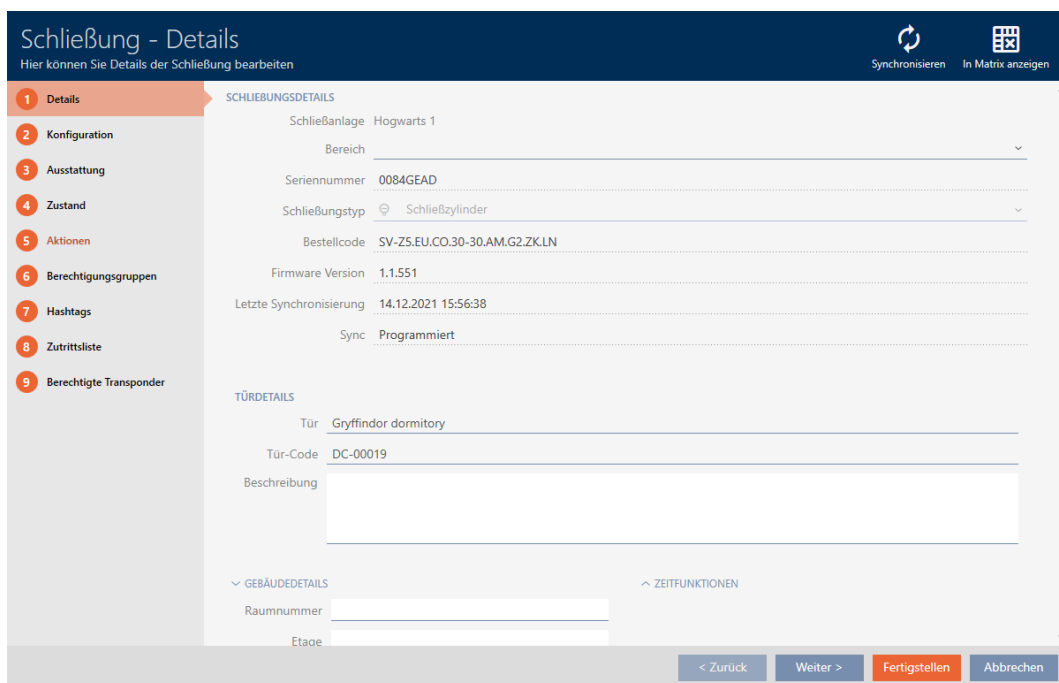 Schließung - Details
Hier können Sie Details der Schließung bearbeiten
Synchronisieren
In Matrix anzeigen
1 Details
2 Konfiguration
3 Ausstattung
4 Zustand
5 Aktionen
6 Berechtigungsgruppen
7 Hashtags
8 Zutrittsliste
9 Berechtigte Transponder
SCHLIEßUNGSDETAILS
Schließanlage Hogwarts 1
Bereich
Seriennummer 0084GEAD
Schließungstyp Schließzylinder
Bestellcode SV-Z5.EU.CO.30-30.AM.G2.ZK.LN
Firmware Version 1.1.551
Letzte Synchronisierung 14.12.2021 15:56:38
Sync Programmiert
TÜRDETAILS
Tür Gryffindor dormitory
Tür-Code DC-00019
Beschreibung
GEBÄUDEDETAILS
Raumnummer
Etage
ZEITFUNKTIONEN
< Zurück
Weiter >
Fertigstellen
Abbrechen